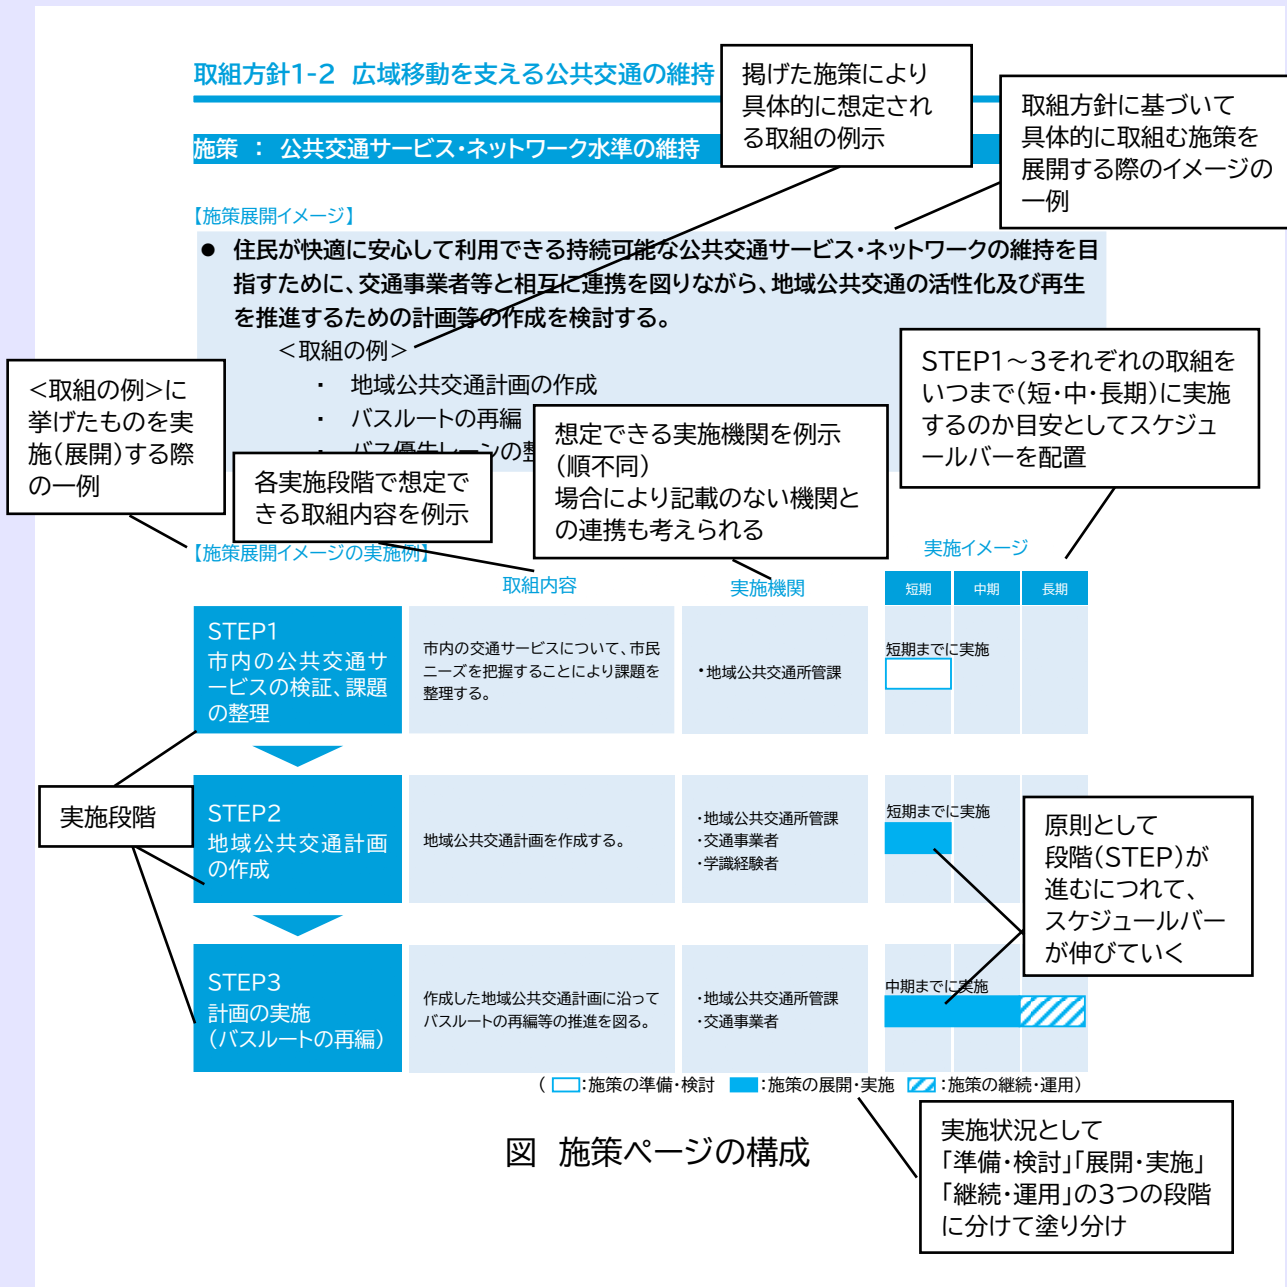 取組方針1-2 広域移動を支える公共交通の維持
掲げた施策により
具体的に想定され
る取組の例示
取組方針に基づいて
具体的に取組む施策を
展開する際のイメージの
一例
施策 ： 公共交通サービス・ネットワーク水準の維持
【施策展開イメージ】
● 住民が快適に安心して利用できる持続可能な公共交通サービス・ネットワークの維持を目
指すために、交通事業者等と相互に連携を図りながら、地域公共交通の活性化及び再生
を推進するための計画等の作成を検討する。
＜取組の例＞
・ 地域公共交通計画の作成
・ バスルートの再編
・ バス優先レーンの整
＜取組の例＞に
挙げたものを実
施（展開）する際
の一例
各実施段階で想定で
きる取組内容を例示
想定できる実施機関を例示
（順不同）
場合により記載のない機関と
の連携も考えられる
STEP1～3それぞれの取組を
いつまで（短・中・長期）に実施
するのか目安としてスケジュ
ールバーを配置
【施策展開イメージの実施例】
取組内容
実施機関
実施イメージ
短期 中期 長期
STEP1
市内の公共交通サ
ービスの検証、課題
の整理
市内の交通サービスについて、市民
ニーズを把握することにより課題を
整理する。
・地域公共交通所管課
短期までに実施
実施段階
STEP2
地域公共交通計画
の作成
地域公共交通計画を作成する。
・地域公共交通所管課
・交通事業者
・学識経験者
短期までに実施
原則として
段階（STEP）が
進むにつれて、
スケジュールバー
が伸びていく
STEP3
計画の実施
（バスルートの再編）
作成した地域公共交通計画に沿って
バスルートの再編等の推進を図る。
・地域公共交通所管課
・交通事業者
中期までに実施
（ :施策の準備・検討 :施策の展開・実施 :施策の継続・運用）
図 施策ページの構成
実施状況として
「準備・検討」「展開・実施」
「継続・運用」の3つの段階
に分けて塗り分け